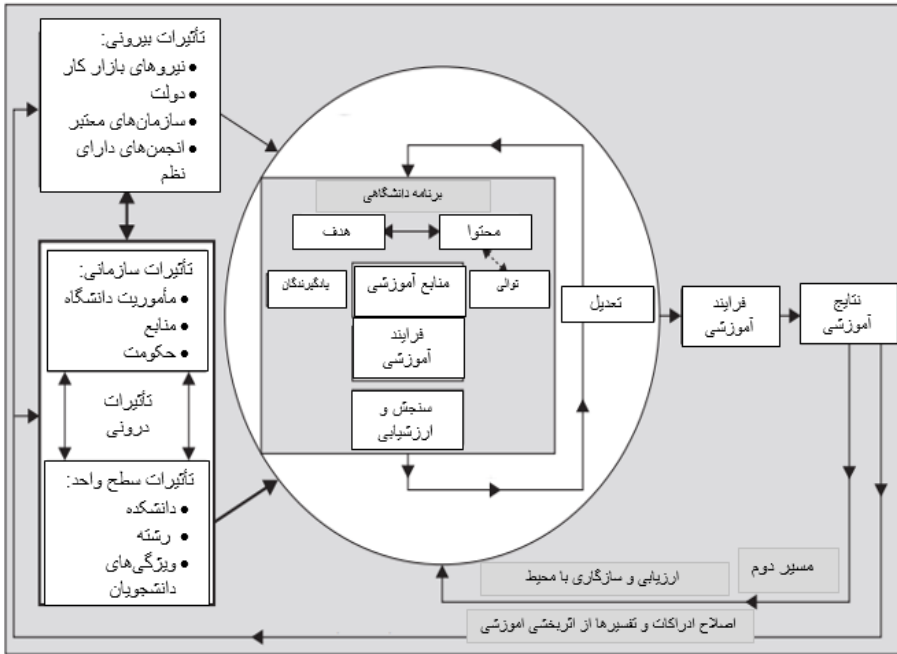 تأثیرات بیرونی:
• نیروهای بازار کار
• دولت
• سازمان‌های معتبر
• انجمن‌های دارای
نظم
تأثیرات سازمانی:
• مأموریت دانشگاه
• منابع
• حکومت
تأثیرات
درونی
تأثیرات سطح واحد:
• دانشکده
• رشته
• ویژگی‌های
دانشجویان
برنامه دانشگاهی
محتوا
هدف
توالی
منابع آموزشی
یادگیرندگان
فرایند
آموزشی
سنجش و
ارزشیابی
تعدیل
فرایند
آموزشی
نتایج
آموزشی
مسیر دوم
ارزیابی و سازگاری با محیط
اصلاح ادراکات و تفسیرها از اثربخشی اموزشی